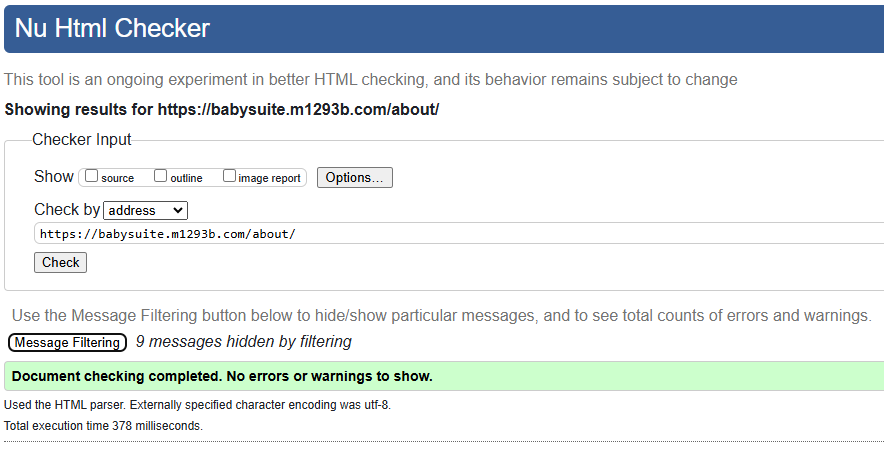 Nu Html Checker
This tool is an ongoing experiment in better HTML checking, and its behavior remains subject to change
Showing results for https://babysuite.m1293b.com/about/
Checker Input
Show source outline image report Options...
Check by address
https://babysuite.m1293b.com/about/
Check
Use the Message Filtering button below to hide/show particular messages, and to see total counts of errors and warnings.
Message Filtering 9 messages hidden by filtering
Document checking completed. No errors or warnings to show.
Used the HTML parser. Externally specified character encoding was utf-8.
Total execution time 378 milliseconds.